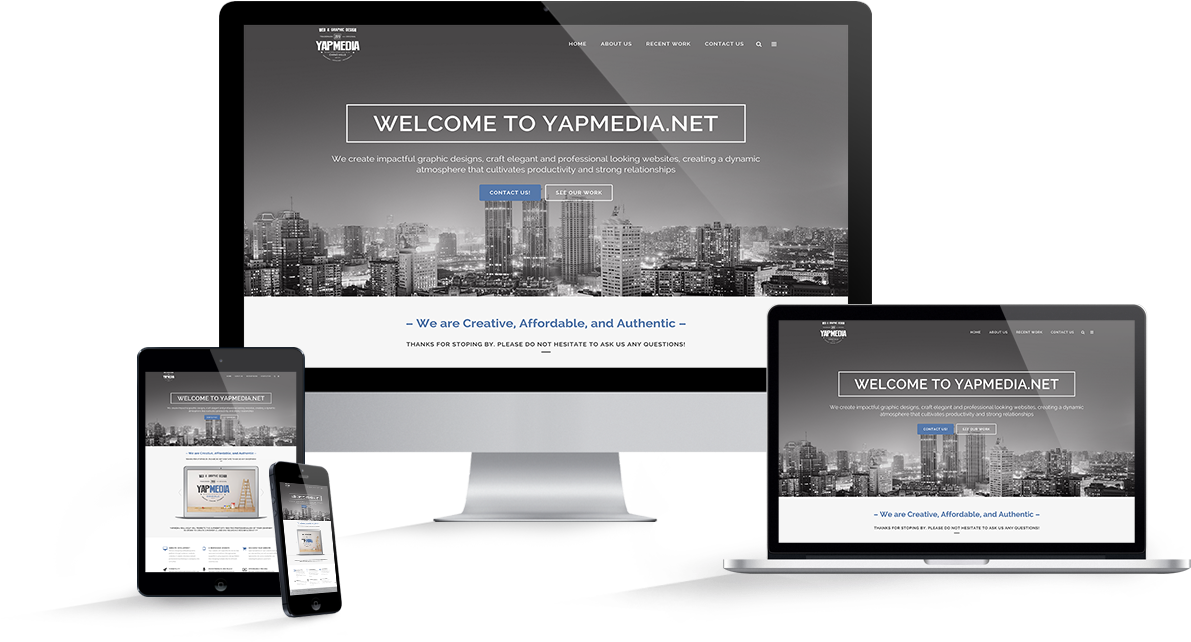 WEB & GRAPHIC DESIGN
YAPMEDIA
HOME ABOUT US RECENT WORK CONTACT US
WELCOME TO YAPMEDIA.NET
We create impactful graphic designs, craft elegant and professional looking websites, creating a dynamic
atmosphere that cultivates productivity and strong relationships
CONTACT US! SEE OUR WORK
– We are Creative, Affordable, and Authentic –
THANKS FOR STOPING BY. PLEASE DO NOT HESITATE TO ASK US ANY QUESTIONS!
WEB & GRAPHIC DESIGN
YAPMEDIA
HOME ABOUT US RECENT WORK CONTACT US
WELCOME TO YAPMEDIA.NET
We create impactful graphic designs, craft elegant and professional looking websites, creating a dynamic
atmosphere that cultivates productivity and strong relationships
CONTACT US! SEE OUR WORK
– We are Creative, Affordable, and Authentic –
THANKS FOR STOPING BY. PLEASE DO NOT HESITATE TO ASK US ANY QUESTIONS!
WELCOME TO YAPMEDIA.NET
– We are Creative, Affordable, and Authentic –
WEB & GRAPHIC DESIGN
YAPMEDIA